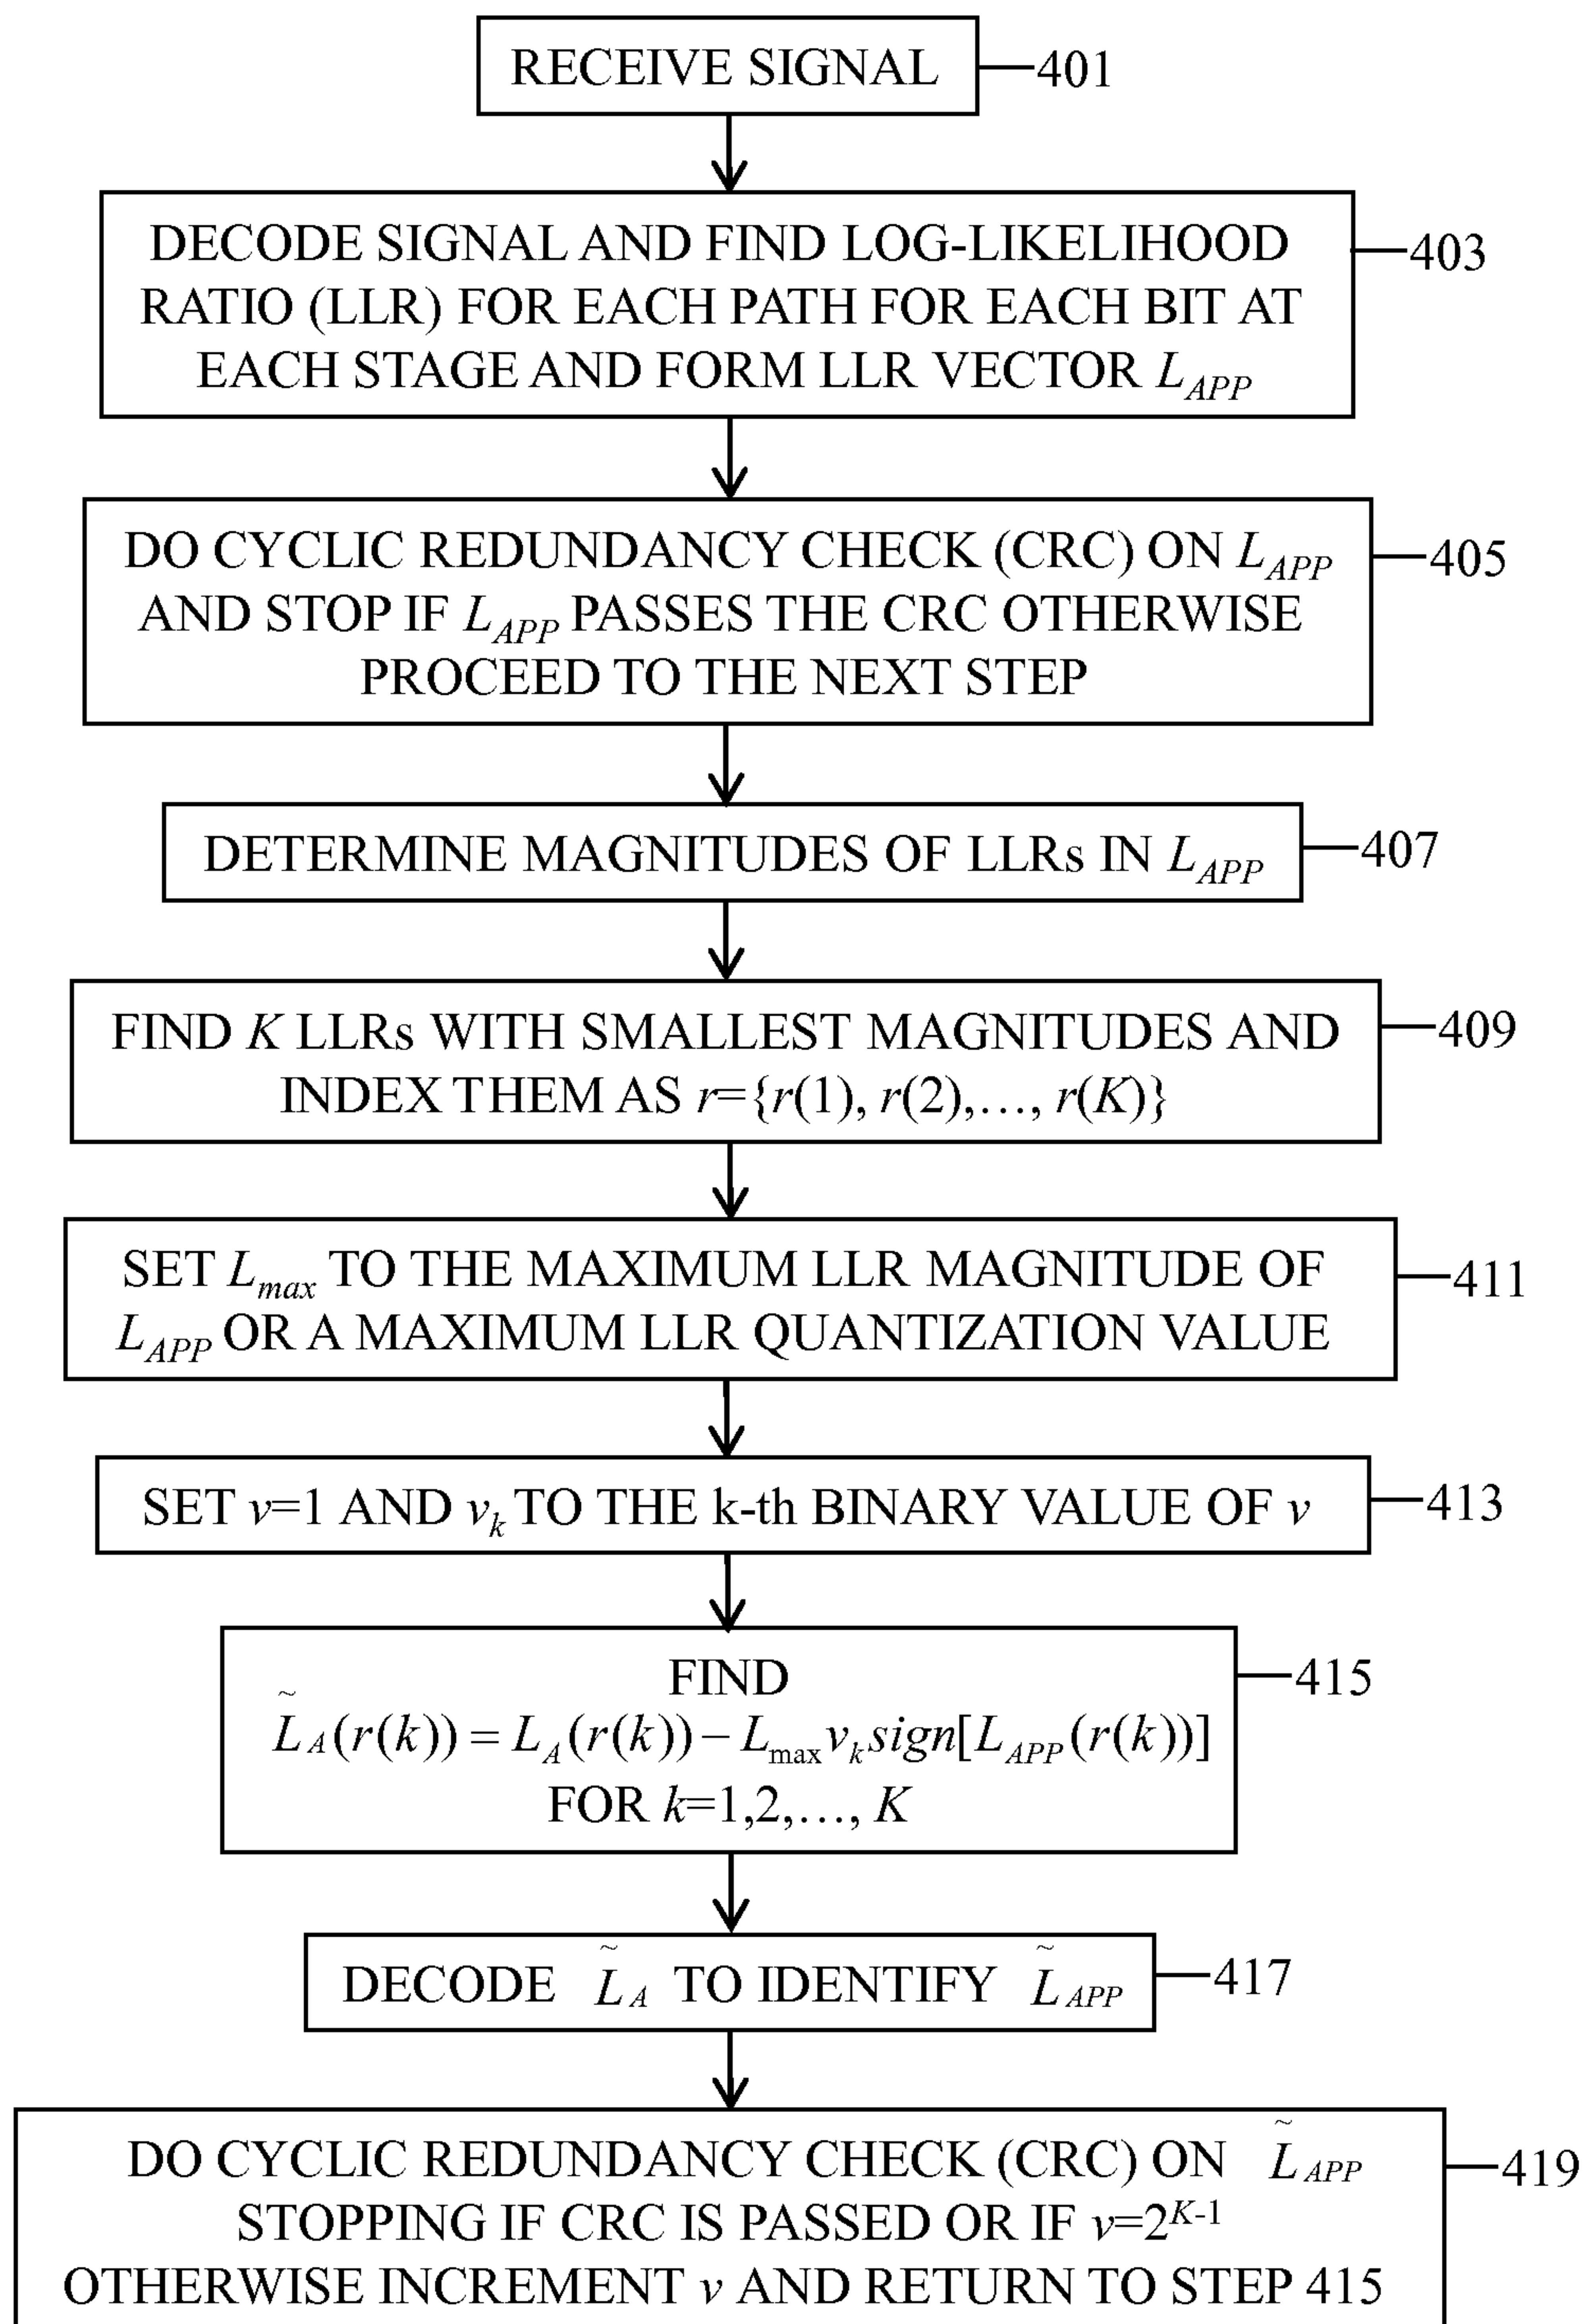 RECEIVE SIGNAL
401
DECODE SIGNAL AND FIND LOG-LIKELIHOOD
RATIO (LLR) FOR EACH PATH FOR EACH BIT AT
EACH STAGE AND FORM LLR VECTOR L_APP
403
DO CYCLIC REDUNDANCY CHECK (CRC) ON L_APP
AND STOP IF L_APP PASSES THE CRC OTHERWISE
PROCEED TO THE NEXT STEP
405
DETERMINE MAGNITUDES OF LLRs IN L_APP
407
FIND K LLRs WITH SMALLEST MAGNITUDES AND
INDEX THEM AS r={r(1), r(2),..., r(K)}
409
SET L_max TO THE MAXIMUM LLR MAGNITUDE OF
L_APP OR A MAXIMUM LLR QUANTIZATION VALUE
411
SET v=1 AND v_k TO THE k-th BINARY VALUE OF v
413
FIND
L̃_A(r(k)) = L_A(r(k)) − L_max v_k sign[L_APP(r(k))]
FOR k=1,2,..., K
415
DECODE L̃_A TO IDENTIFY L̃_APP
417
DO CYCLIC REDUNDANCY CHECK (CRC) ON L̃_APP
STOPPING IF CRC IS PASSED OR IF v=2^{K-1}
OTHERWISE INCREMENT v AND RETURN TO STEP 415
419